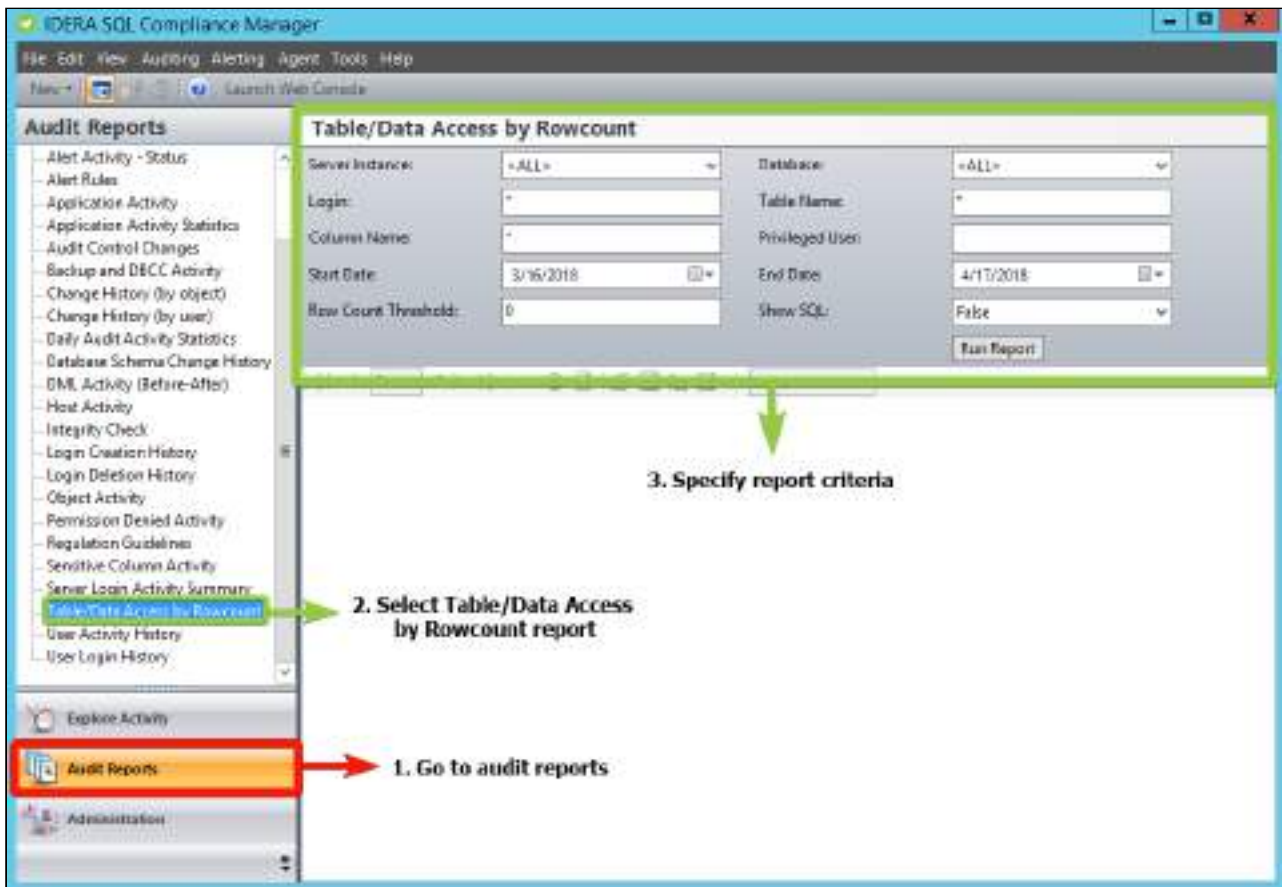 IDERA SQL Compliance Manager
File Edit View Auditing Alerting Agent Tools Help
New Launch Web Console
Audit Reports
Alert Activity - Status
Alert Rules
Application Activity
Application Activity Statistics
Audit Control Changes
Backup and DBCC Activity
Change History (by object)
Change History (by user)
Daily Audit Activity Statistics
Database Schema Change History
DML Activity (Before-After)
Host Activity
Integrity Check
Login Creation History
Login Deletion History
Object Activity
Permission Denied Activity
Regulation Guidelines
Sensitive Column Activity
Server Login Activity Summary
Table/Data Access by Rowcount
User Activity History
User Login History
Explore Activity
Audit Reports
Administration
Table/Data Access by Rowcount
Server Instance: <ALL> Database: <ALL>
Login: * Table Name: *
Column Name: * Privileged User:
Start Date: 3/16/2018 End Date: 4/17/2018
Row Count Threshold: 0 Show SQL: False
Run Report
3. Specify report criteria
2. Select Table/Data Access
by Rowcount report
1. Go to audit reports